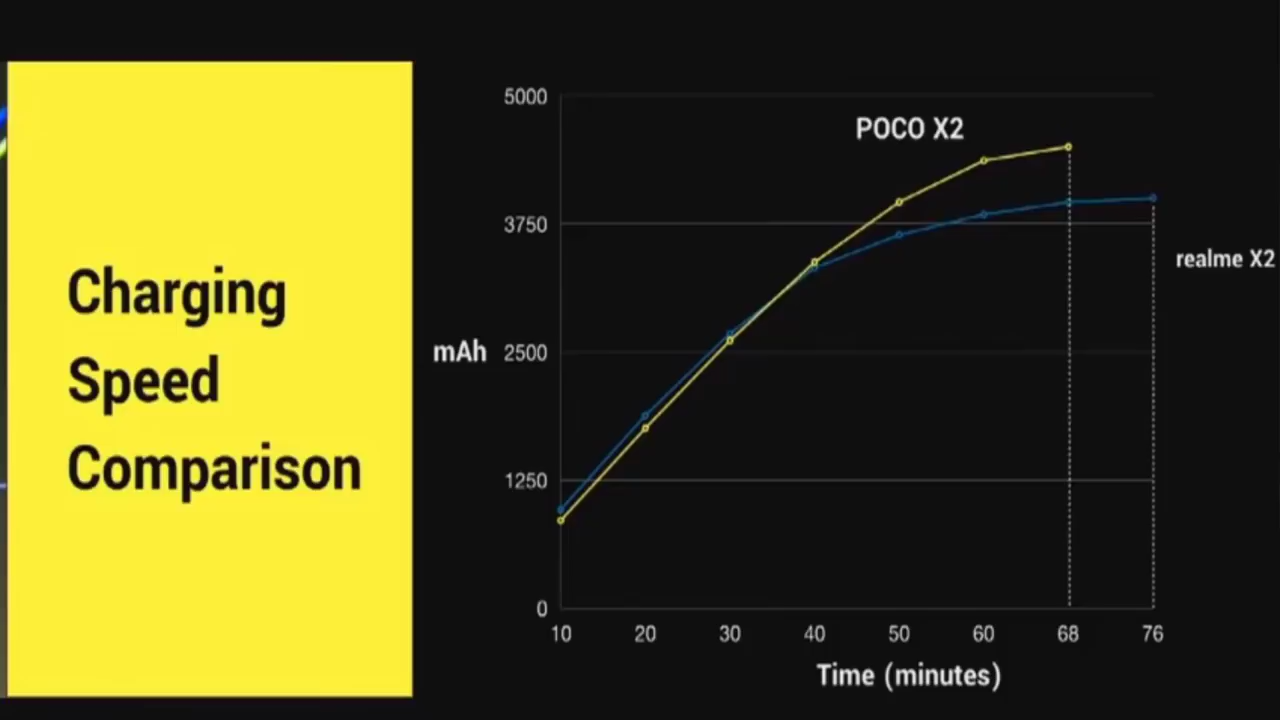 Charging
Speed
Comparison
POCO X2
realme X2
mAh
5000
3750
2500
1250
0
10 20 30 40 50 60 68 76
Time (minutes)